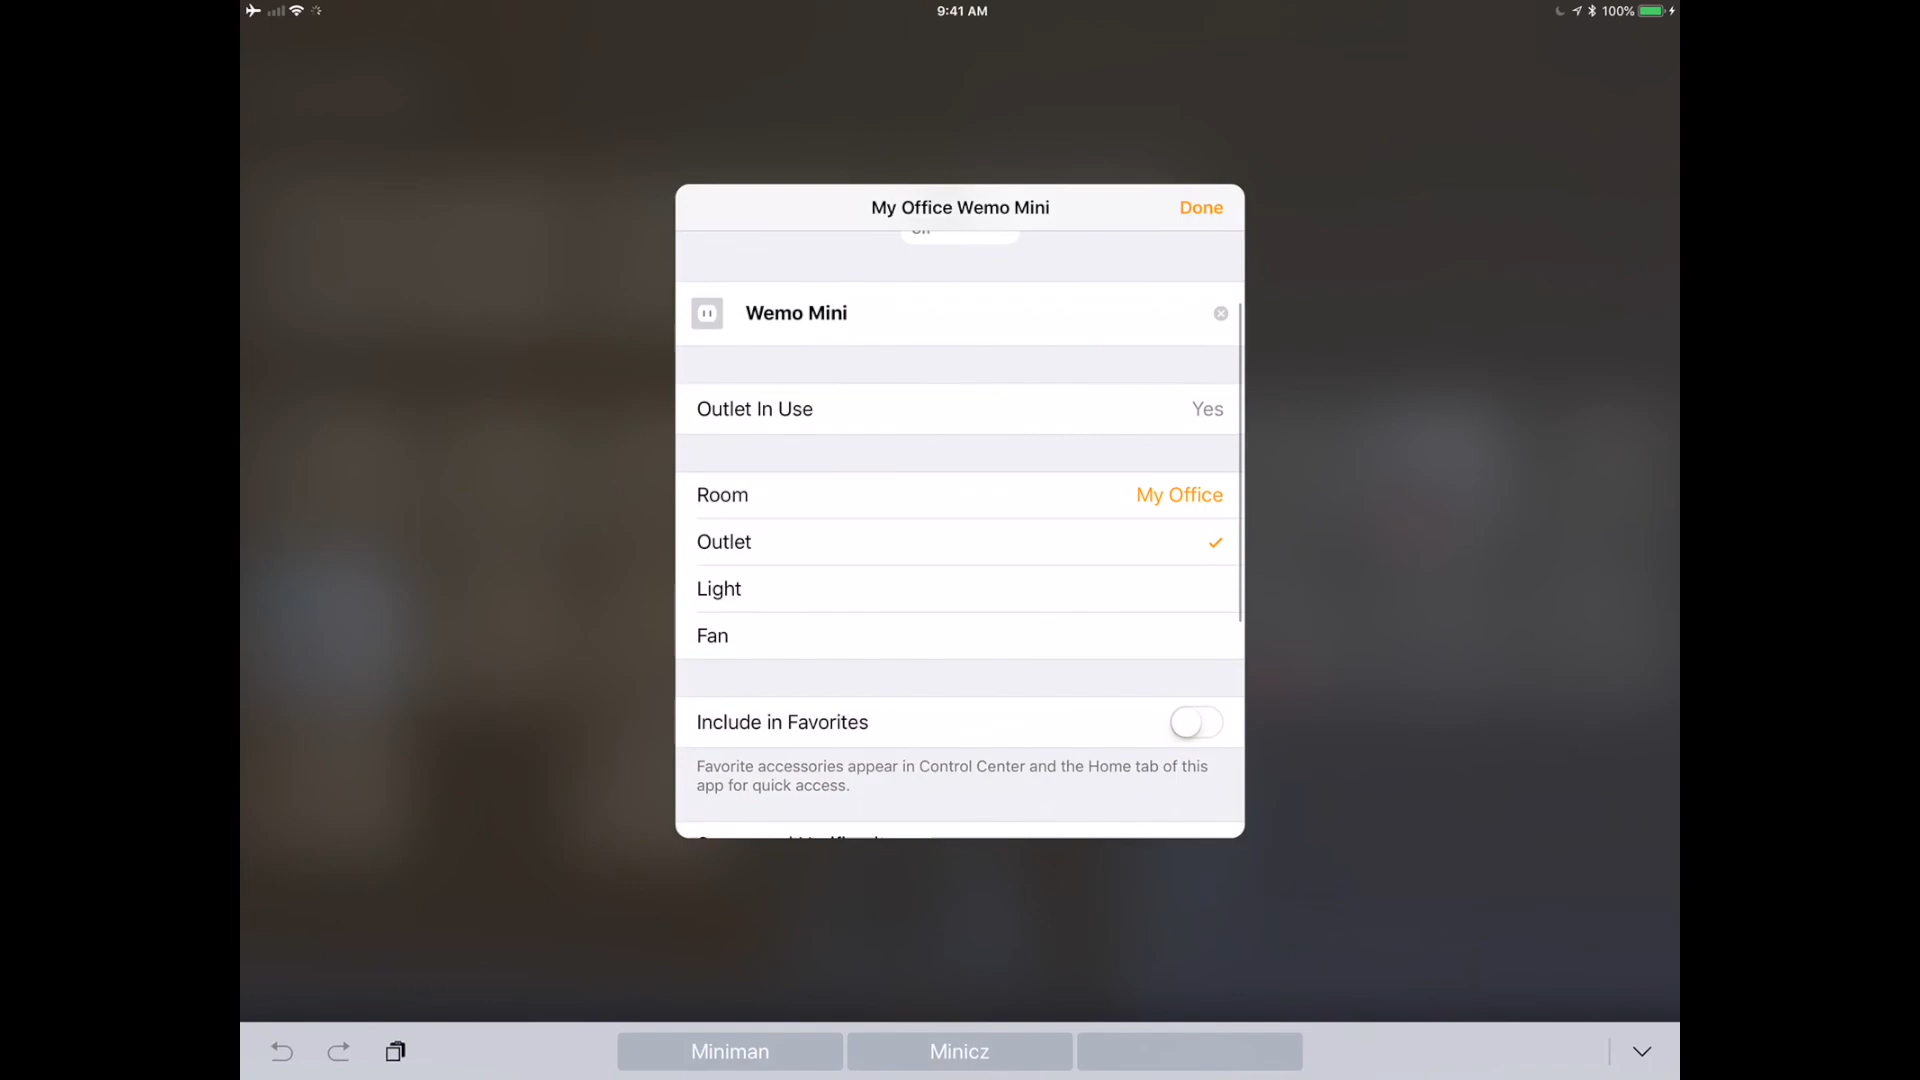 9:41 AM
100%
My Office Wemo Mini
Done
Wemo Mini
Outlet In Use
Yes
Room
My Office
Outlet
Light
Fan
Include in Favorites
Favorite accessories appear in Control Center and the Home tab of this
app for quick access.
Miniman
Minicz